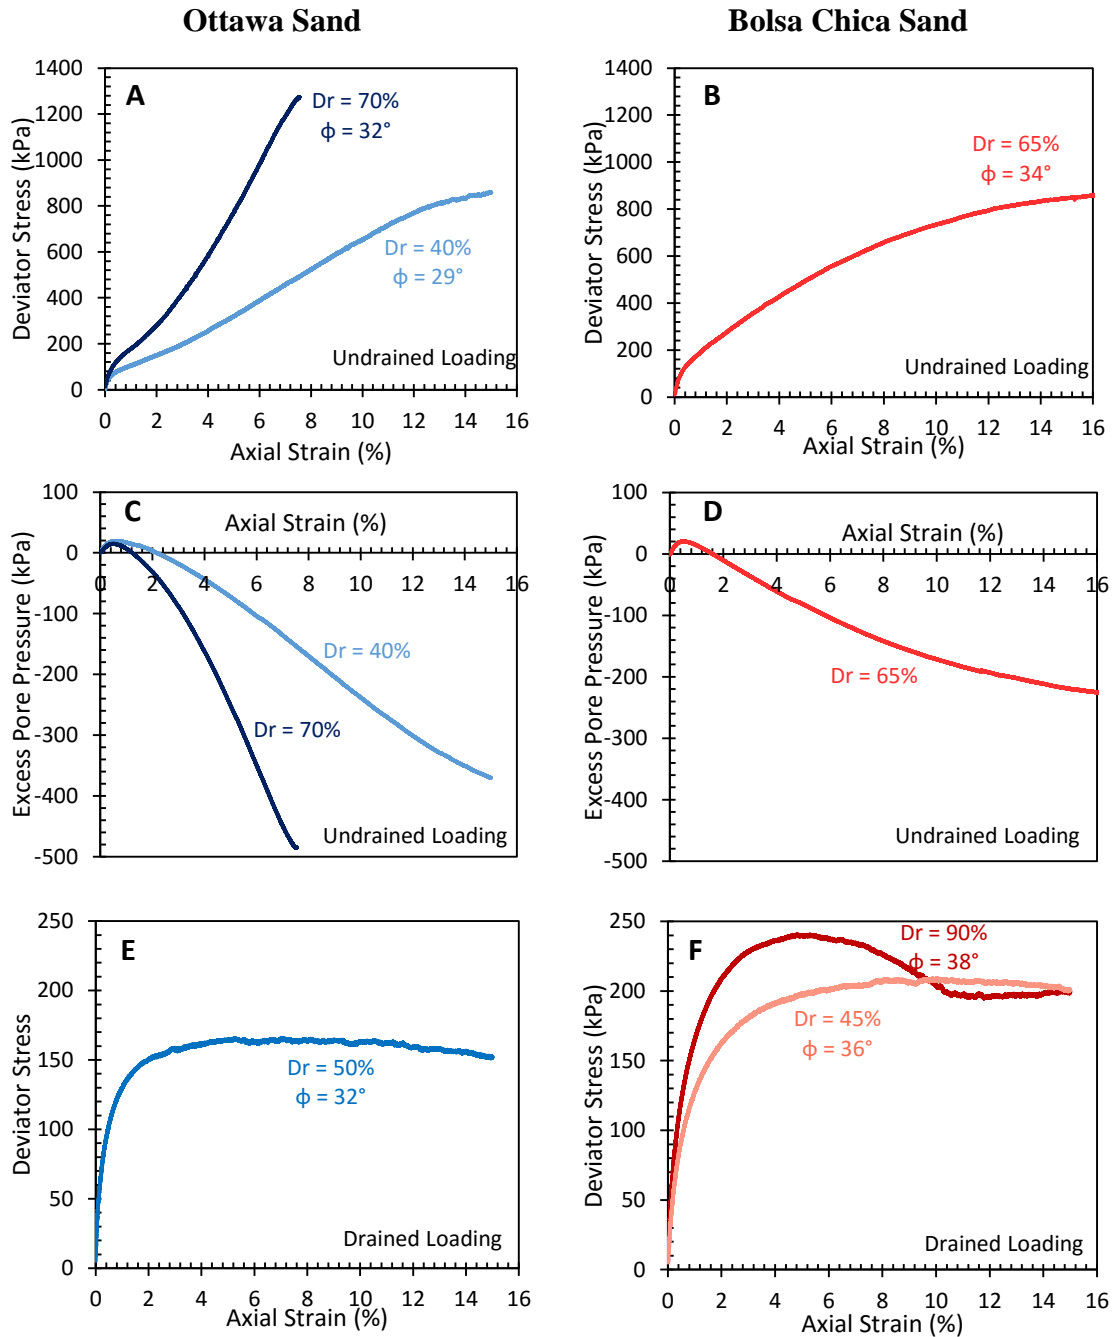 Ottawa Sand
Bolsa Chica Sand
A
Deviator Stress (kPa)
1400
1200
1000
800
600
400
200
0
Dr = 70%
ϕ = 32°
Dr = 40%
ϕ = 29°
Undrained Loading
0 2 4 6 8 10 12 14 16
Axial Strain (%)
B
Deviator Stress (kPa)
1400
1200
1000
800
600
400
200
0
Dr = 65%
ϕ = 34°
Undrained Loading
0 2 4 6 8 10 12 14 16
Axial Strain (%)
C
Excess Pore Pressure (kPa)
100
0
-100
-200
-300
-400
-500
Axial Strain (%)
0 2 4 6 8 10 12 14 16
Dr = 40%
Dr = 70%
Undrained Loading
D
Excess Pore Pressure (kPa)
100
0
-100
-200
-300
-400
-500
Axial Strain (%)
0 2 4 6 8 10 12 14 16
Dr = 65%
Undrained Loading
E
Deviator Stress
250
200
150
100
50
0
Dr = 50%
ϕ = 32°
Drained Loading
0 2 4 6 8 10 12 14 16
Axial Strain (%)
F
Deviator Stress (kPa)
250
200
150
100
50
0
Dr = 90%
ϕ = 38°
Dr = 45%
ϕ = 36°
Drained Loading
0 2 4 6 8 10 12 14 16
Axial Strain (%)